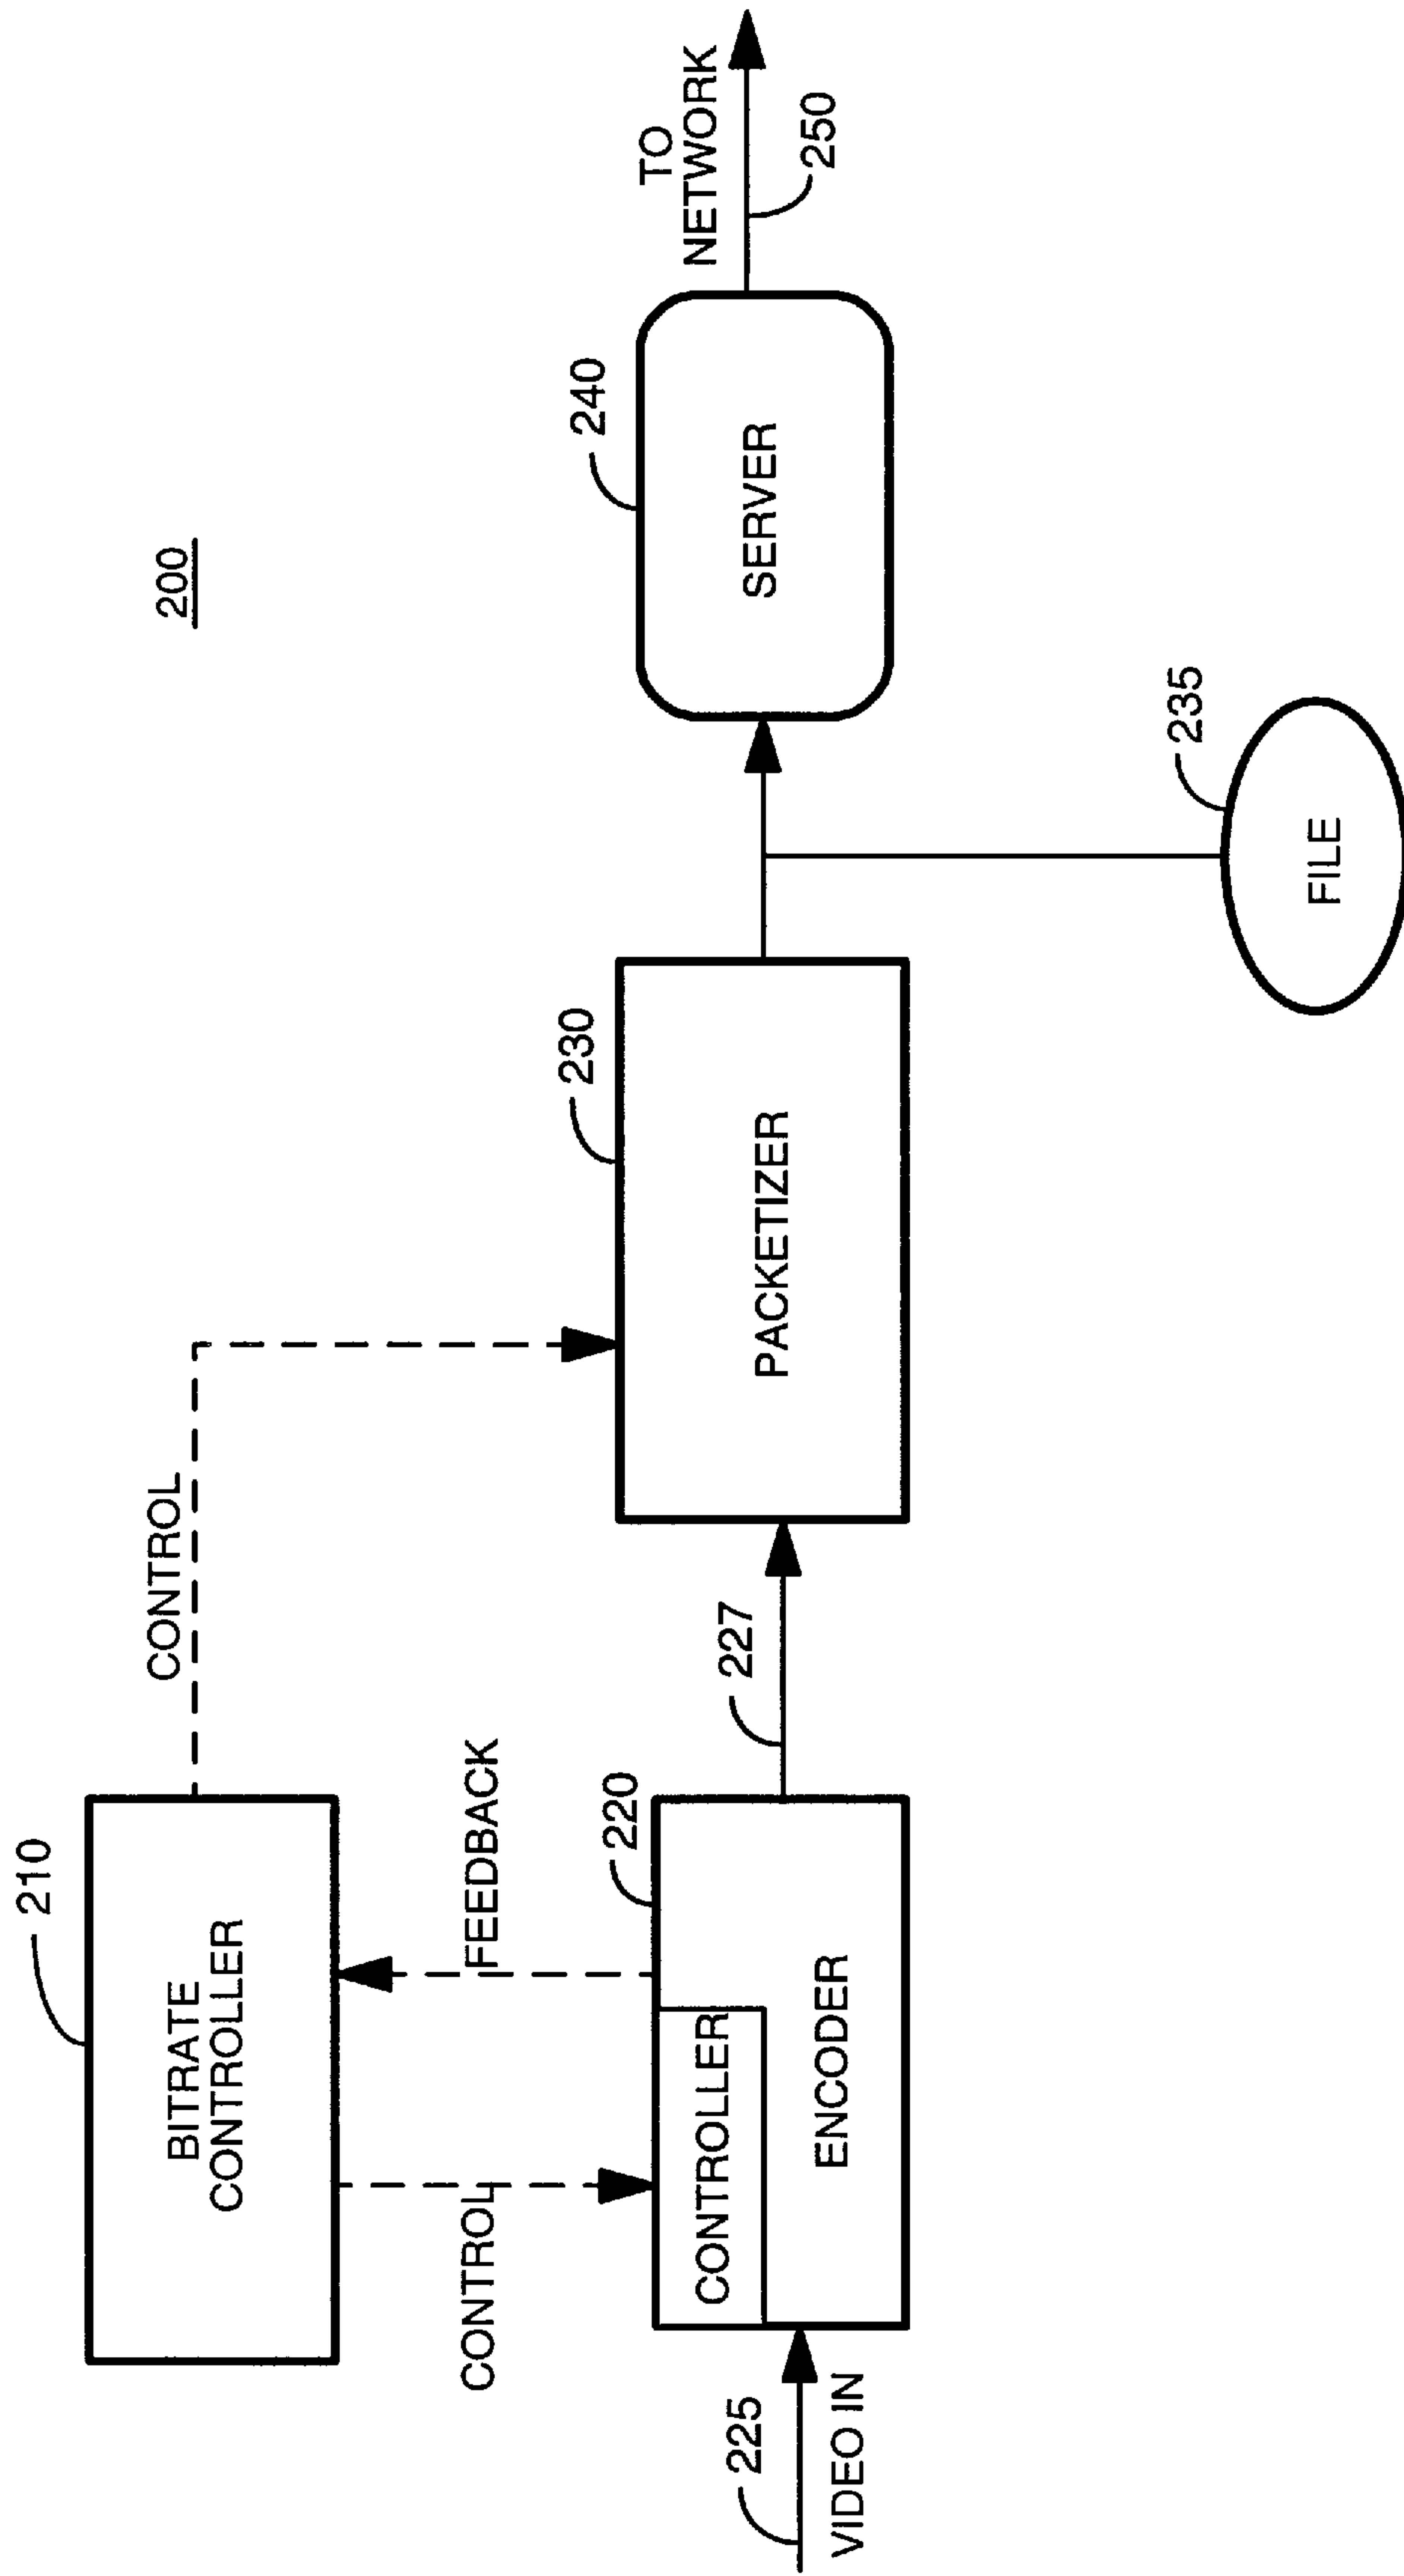 200
210
BITRATE
CONTROLLER
CONTROL
CONTROL
FEEDBACK
220
CONTROLLER
ENCODER
225
VIDEO IN
227
230
PACKETIZER
240
SERVER
TO
NETWORK
250
235
FILE